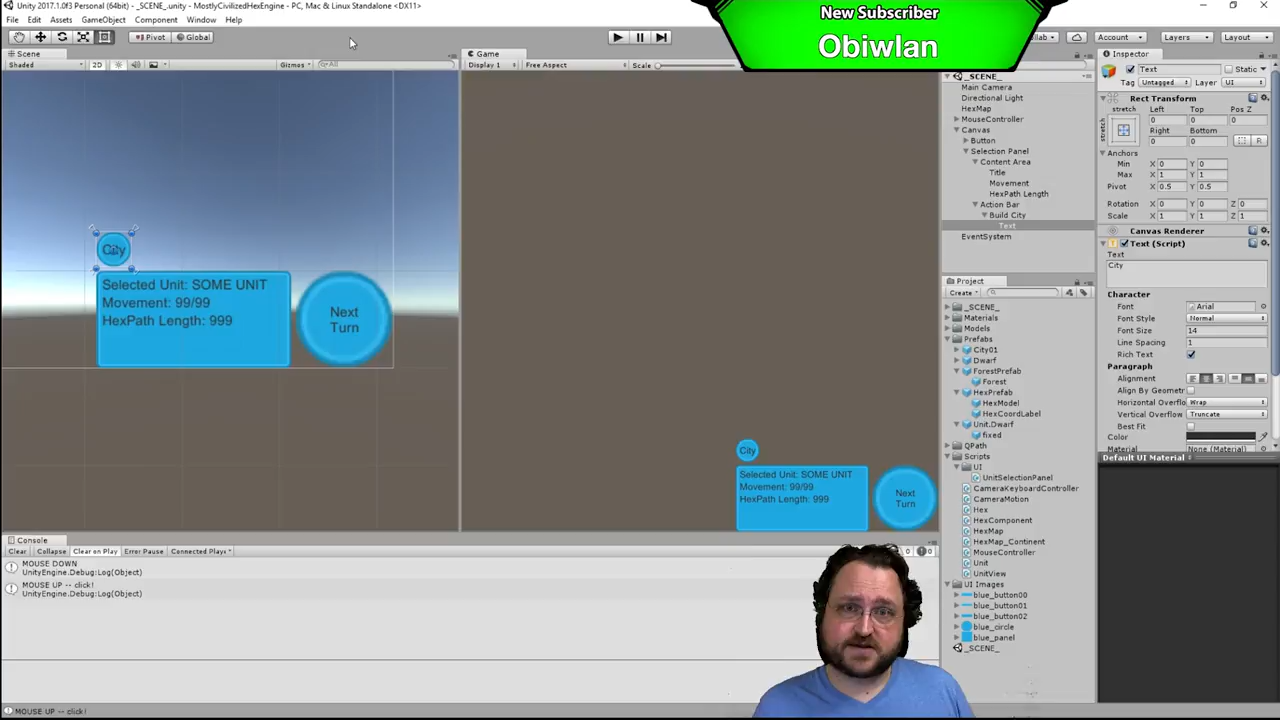 Unity 2017.1.0f3 Personal (64bit) - _SCENE_.unity - MostlyCivilizedHexEngine - PC, Mac & Linux Standalone <DX11>
New Subscriber
Obiwlan
File Edit Assets GameObject Component Window Help
Pivot Global
Account Layers Layout
Scene
Game
Inspector
Shaded 2D Gizmos All
Display 1 Free Aspect Scale
_SCENE_
Main Camera
Directional Light
HexMap
MouseController
Canvas
Button
Selection Panel
Content Area
Title
Movement
HexPath Length
Action Bar
Build City
Text
EventSystem
Text Static
Tag Untagged Layer UI
Rect Transform
stretch Left Top Pos Z
stretch 0 0 0
Right Bottom
0 0 R
Anchors
Min X 0 Y 0
Max X 1 Y 1
Pivot X 0.5 Y 0.5
Rotation X 0 Y 0 Z 0
Scale X 1 Y 1 Z 1
Canvas Renderer
Text (Script)
Text
City
Character
Font Arial
Font Style Normal
Font Size 14
Line Spacing 1
Rich Text
Paragraph
Alignment
Align By Geometr
Horizontal Overflo Wrap
Vertical Overflow Truncate
Best Fit
Color
Material None (Material)
Default UI Material
City
Selected Unit: SOME UNIT
Movement: 99/99
HexPath Length: 999
Next
Turn
City
Selected Unit: SOME UNIT
Movement: 99/99
HexPath Length: 999
Next
Turn
Project
Create
_SCENE_
Materials
Models
Prefabs
City01
Dwarf
ForestPrefab
Forest
HexPrefab
HexModel
HexCoordLabel
Unit.Dwarf
fixed
QPath
Scripts
UI
UnitSelectionPanel
CameraKeyboardController
CameraMotion
Hex
HexComponent
HexMap
HexMap_Continent
MouseController
Unit
UnitView
UI Images
blue_button00
blue_button01
blue_button02
blue_circle
blue_panel
_SCENE_
Console
Clear Collapse Clear on Play Error Pause Connected Player
0 0
MOUSE DOWN
UnityEngine.Debug:Log(Object)
MOUSE UP -- click!
UnityEngine.Debug:Log(Object)
MOUSE UP -- click!